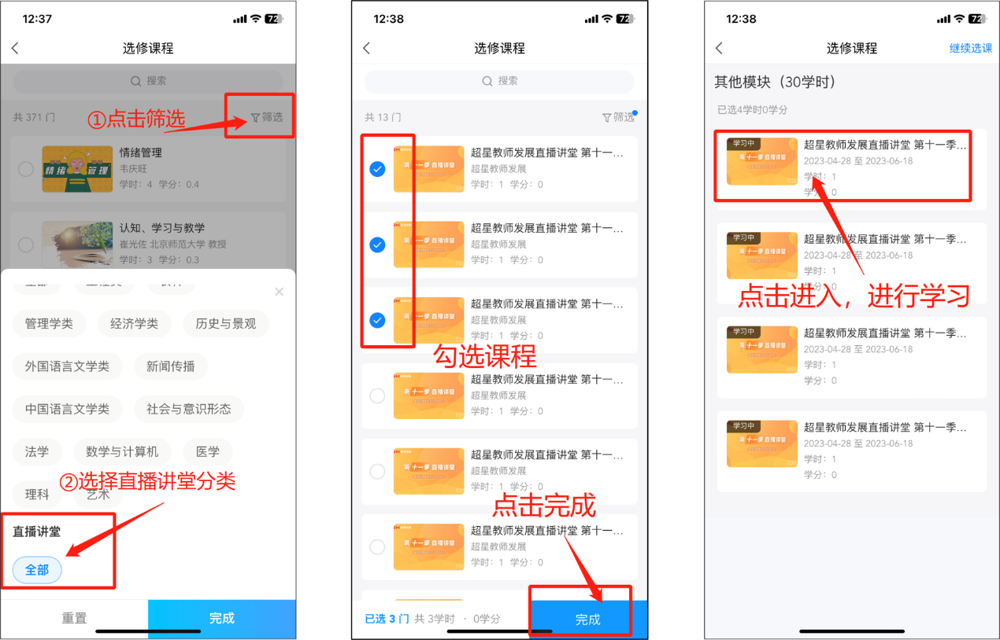 12:37
72
选修课程
搜索
共 371 门
①点击筛选
筛选
情绪管理
情绪管理
韦庆旺
学时：4 学分：0.4
认知、学习与教学
崔光佐 北京师范大学 教授
学时：3 学分：0.3
管理学类
经济学类
历史与景观
外国语言文学类
新闻传播
中国语言文学类
社会与意识形态
法学
数学与计算机
医学
②选择直播讲堂分类
理科
艺术
直播讲堂
全部
重置
完成
12:38
72
选修课程
搜索
共 13 门
筛选
第十一季 直播讲堂
超星教师发展直播讲堂 第十一...
超星教师发展
学时：1 学分：0
第十一季 直播讲堂
超星教师发展直播讲堂 第十一...
超星教师发展
学时：1 学分：0
第十一季 直播讲堂
超星教师发展直播讲堂 第十一...
超星教师发展
学时：1 学分：0
勾选课程
第十一季 直播讲堂
超星教师发展直播讲堂 第十一...
超星教师发展
学时：1 学分：0
第十一季 直播讲堂
超星教师发展直播讲堂 第十一...
超星教师发展
学时：1 学分：0
点击完成
第十一季 直播讲堂
超星教师发展直播讲堂 第十一...
超星教师发展
学时：1 学分：0
已选 3 门 共 3学时 · 0学分
完成
12:38
72
选修课程
继续选课
其他模块（30学时）
已选4学时0学分
学习中
第十一季 直播讲堂
超星教师发展直播讲堂 第十一季...
2023-04-28 至 2023-06-18
学时：1
学分：0
学习中
第十一季 直播讲堂
超星教师发展直播讲堂 第十一季...
2023-04-28 至 2023-06-18
学时：1
学分：0
点击进入，进行学习
学习中
第十一季 直播讲堂
超星教师发展直播讲堂 第十一季...
2023-04-28 至 2023-06-18
学时：1
学分：0
学习中
第十一季 直播讲堂
超星教师发展直播讲堂 第十一季...
2023-04-28 至 2023-06-18
学时：1
学分：0